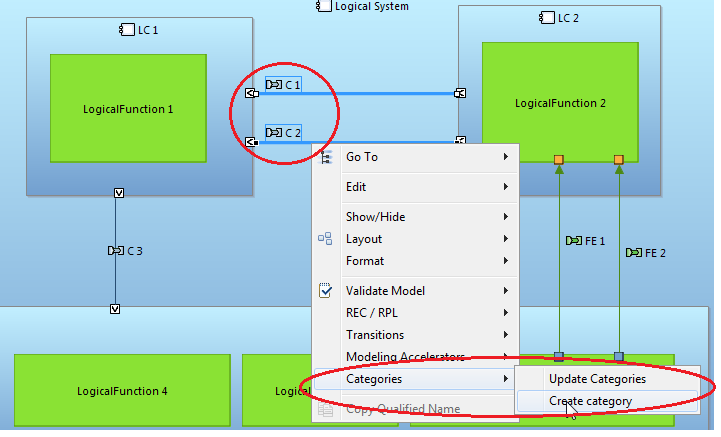 Logical System
LC 1
LC 2
C 1
LogicalFunction 1
LogicalFunction 2
C 2
Go To
Edit
Show/Hide
Layout
Format
C 3
FE 1
FE 2
Validate Model
REC / RPL
Transitions
Modeling Accelerators
Categories
Update Categories
LogicalFunction 4
Create category
Copy Qualified Name